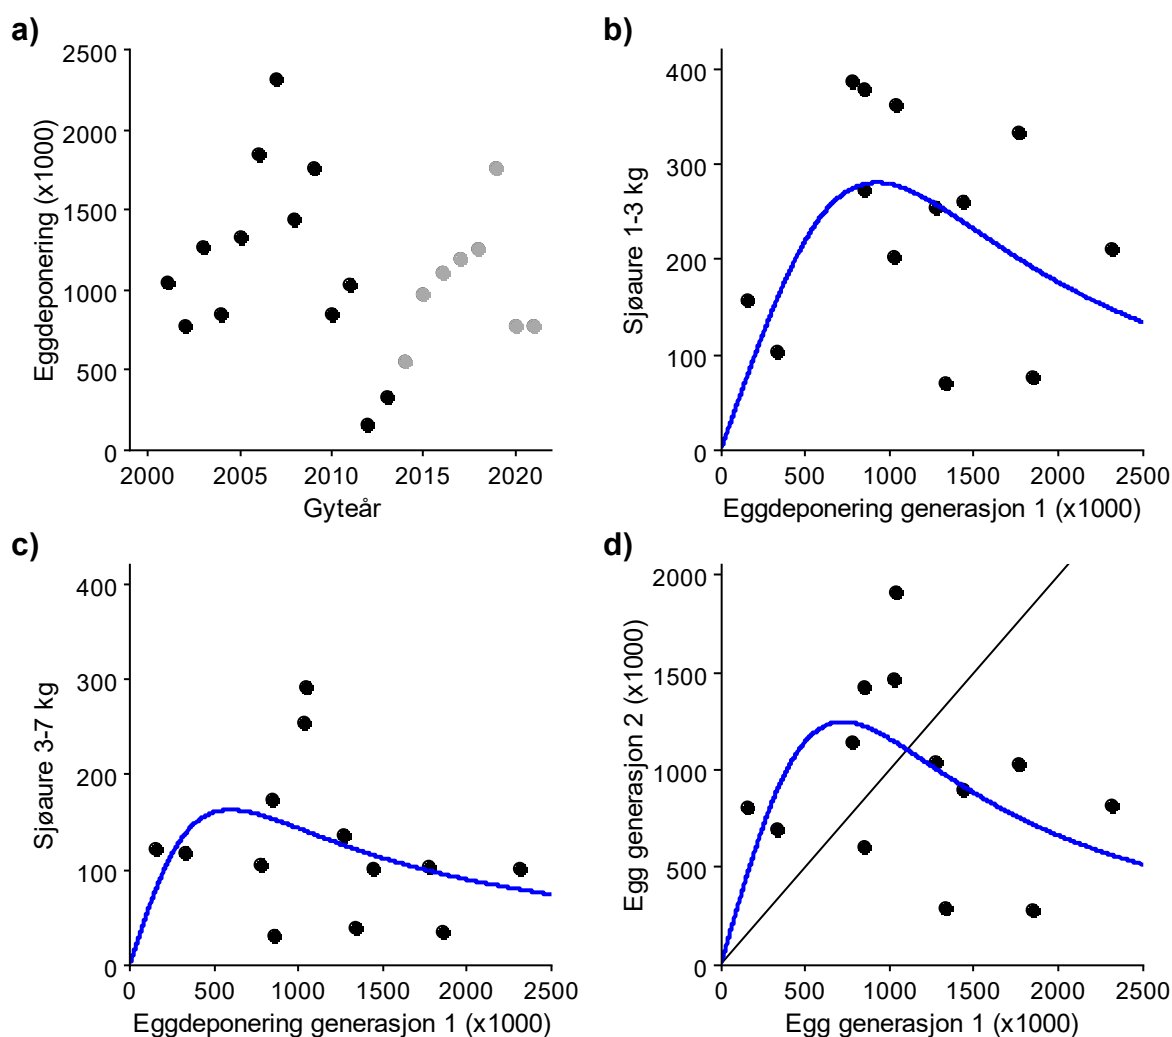 a)
Eggdeponering (x1000)
2500
2000
1500
1000
500
0
2000 2005 2010 2015 2020
Gyteår
b)
Sjøaure 1-3 kg
400
300
200
100
0
0 500 1000 1500 2000 2500
Eggdeponering generasjon 1 (x1000)
c)
Sjøaure 3-7 kg
400
300
200
100
0
0 500 1000 1500 2000 2500
Eggdeponering generasjon 1 (x1000)
d)
Egg generasjon 2 (x1000)
2000
1500
1000
500
0
0 500 1000 1500 2000 2500
Egg generasjon 1 (x1000)